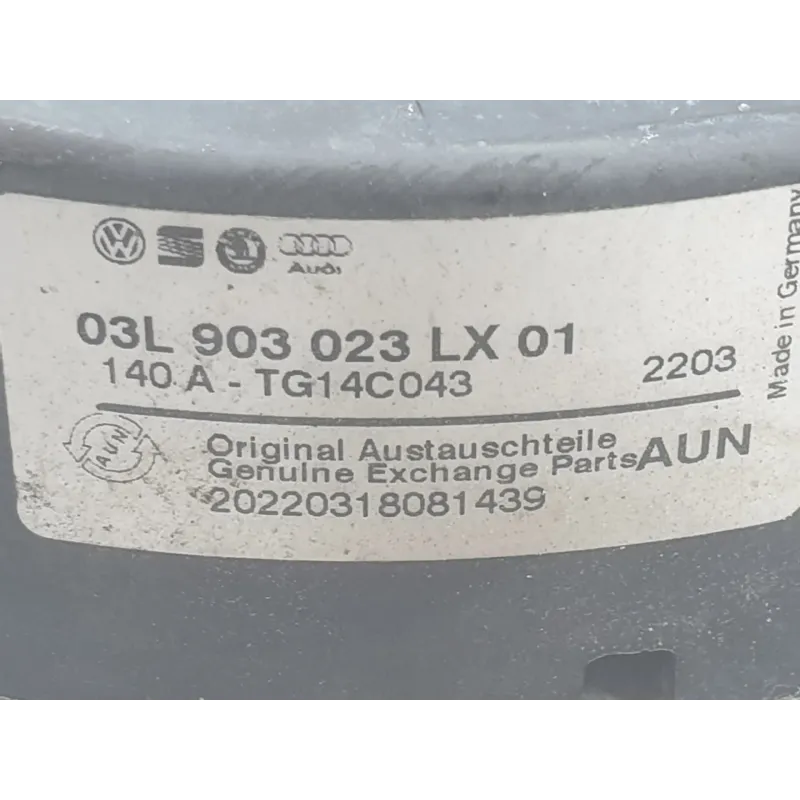 Audi
03L 903 023 LX 01
140 A - TG14C043 2203
Made in Germany
AUN
Original Austauschteile
Genuine Exchange Parts AUN
20220318081439